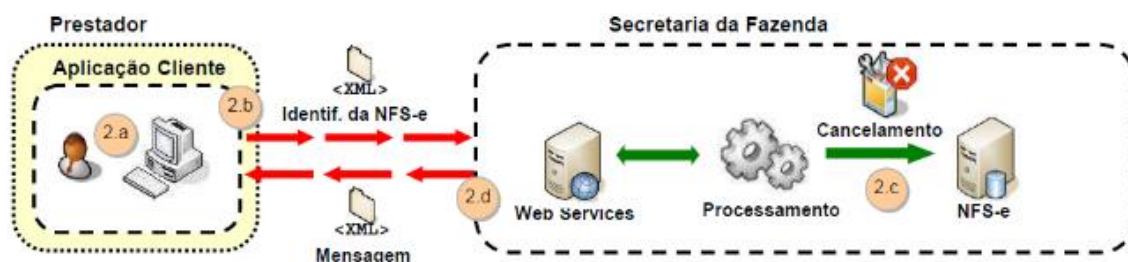 Prestador
Secretaria da Fazenda
Aplicação Cliente
2.a
2.b
<XML>
Identif. da NFS-e
Cancelamento
2.c
2.d
Web Services
Processamento
NFS-e
<XML>
Mensagem